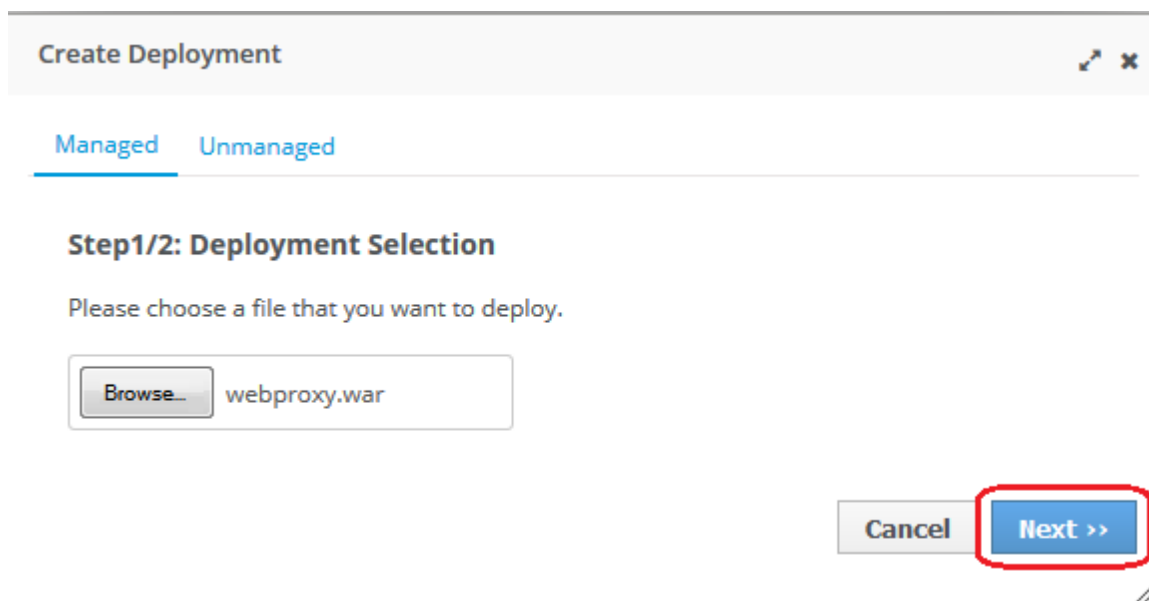 Create Deployment
Managed Unmanaged
Step1/2: Deployment Selection
Please choose a file that you want to deploy.
Browse... webproxy.war
Cancel Next >>